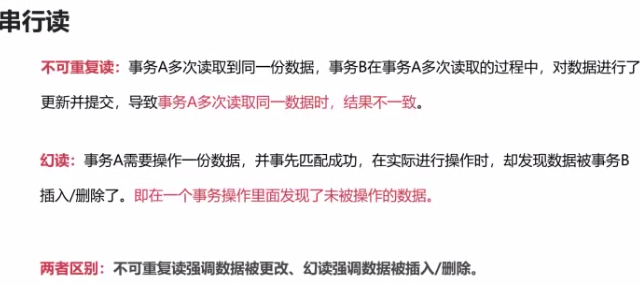 串行读
不可重复读：事务A多次读取到同一份数据，事务B在事务A多次读取的过程中，对数据进行了
更新并提交，导致事务A多次读取同一数据时，结果不一致。
幻读：事务A需要操作一份数据，并事先匹配成功，在实际进行操作时，却发现数据被事务B
插入/删除了。即在一个事务操作里面发现了未被操作的数据。
两者区别：不可重复读强调数据被更改、幻读强调数据被插入/删除。